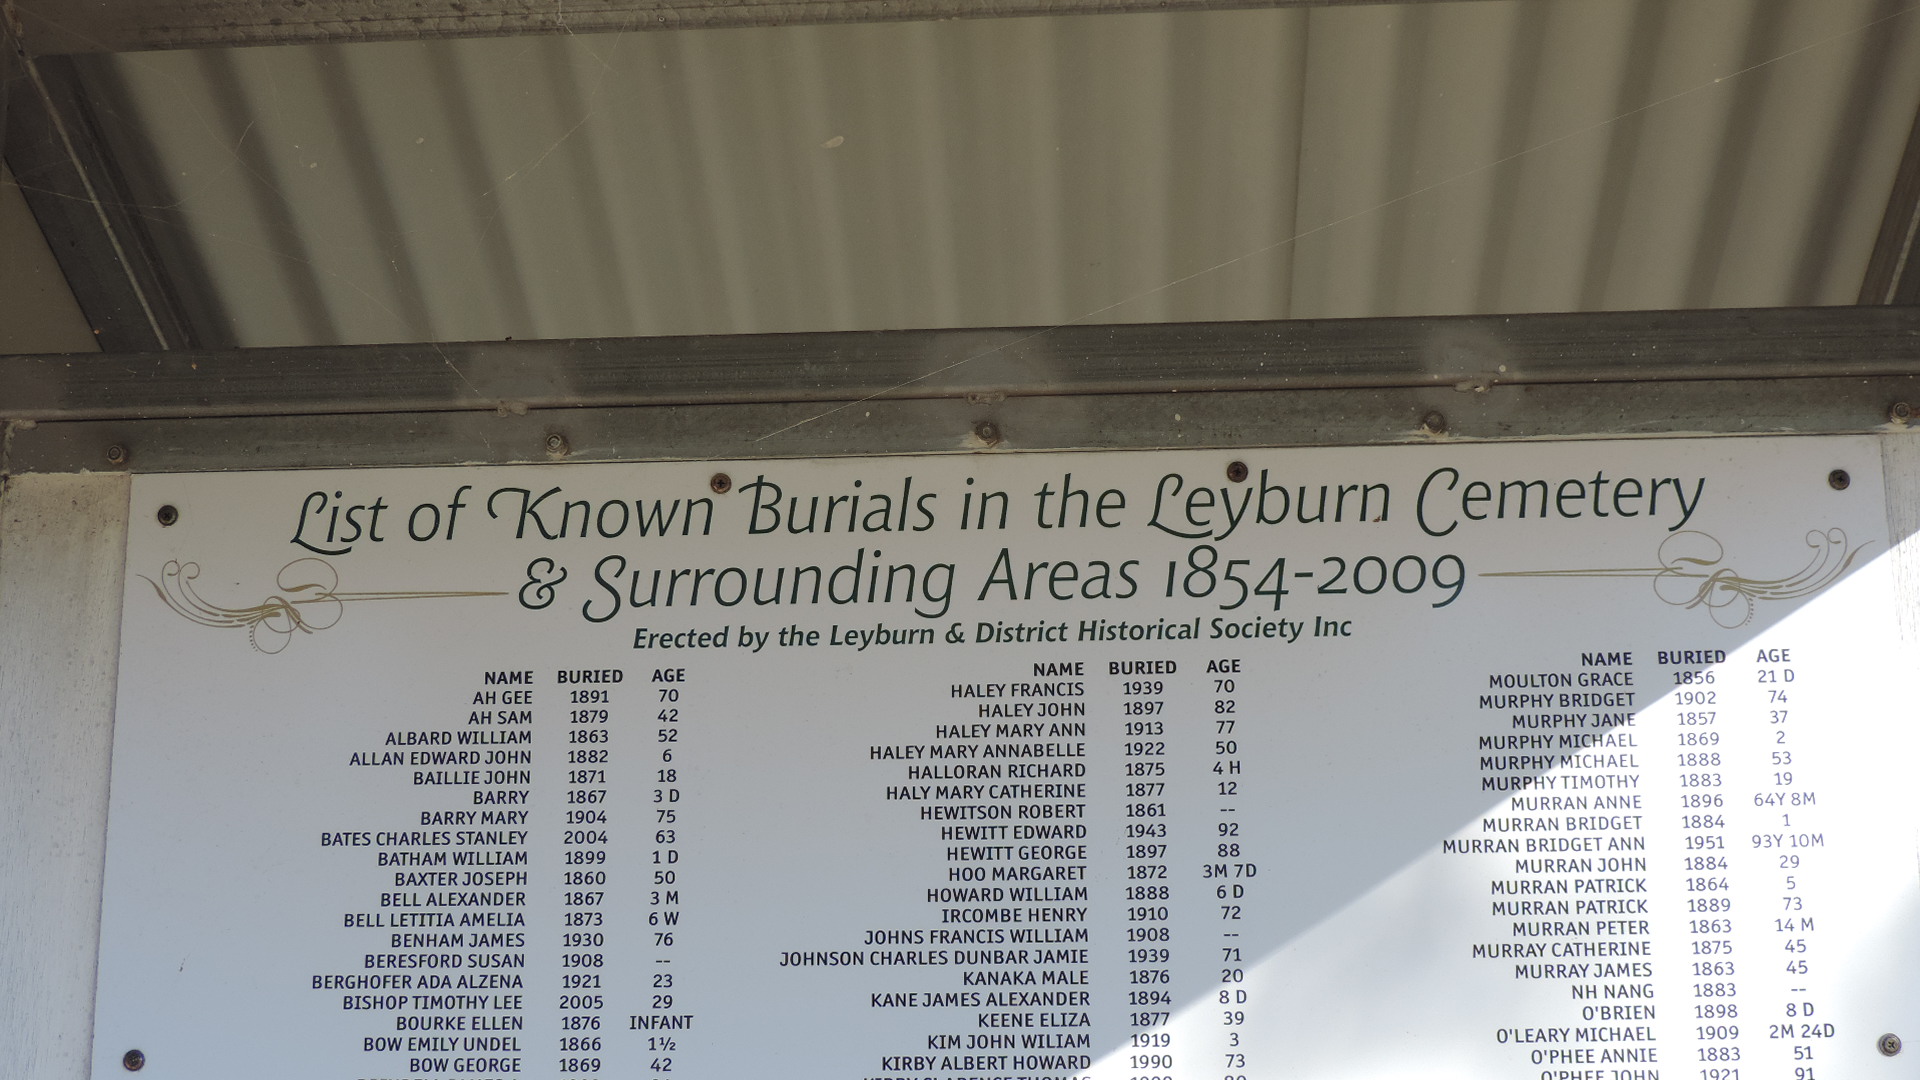 List of Known Burials in the Leyburn Cemetery
& Surrounding Areas 1854-2009
Erected by the Leyburn & District Historical Society Inc
NAME BURIED AGE
AH GEE 1891 70
AH SAM 1879 42
ALBARD WILLIAM 1863 52
ALLAN EDWARD JOHN 1882 6
BAILLIE JOHN 1871 18
BARRY 1867 3 D
BARRY MARY 1904 75
BATES CHARLES STANLEY 2004 63
BATHAM WILLIAM 1899 1 D
BAXTER JOSEPH 1860 50
BELL ALEXANDER 1867 3 M
BELL LETITIA AMELIA 1873 6 W
BENHAM JAMES 1930 76
BERESFORD SUSAN 1908 --
BERGHOFER ADA ALZENA 1921 23
BISHOP TIMOTHY LEE 2005 29
BOURKE ELLEN 1876 INFANT
BOW EMILY UNDEL 1866 1½
BOW GEORGE 1869 42
NAME BURIED AGE
HALEY FRANCIS 1939 70
HALEY JOHN 1897 82
HALEY MARY ANN 1913 77
HALEY MARY ANNABELLE 1922 50
HALLORAN RICHARD 1875 4 H
HALY MARY CATHERINE 1877 12
HEWITSON ROBERT 1861 --
HEWITT EDWARD 1943 92
HEWITT GEORGE 1897 88
HOO MARGARET 1872 3M 7D
HOWARD WILLIAM 1888 6 D
IRCOMBE HENRY 1910 72
JOHNS FRANCIS WILLIAM 1908 --
JOHNSON CHARLES DUNBAR JAMIE 1939 71
KANAKA MALE 1876 20
KANE JAMES ALEXANDER 1894 8 D
KEENE ELIZA 1877 39
KIM JOHN WILIAM 1919 3
KIRBY ALBERT HOWARD 1990 73
NAME BURIED AGE
MOULTON GRACE 1856 21 D
MURPHY BRIDGET 1902 74
MURPHY JANE 1857 37
MURPHY MICHAEL 1869 2
MURPHY MICHAEL 1888 53
MURPHY TIMOTHY 1883 19
MURRAN ANNE 1896 64Y 8M
MURRAN BRIDGET 1884 1
MURRAN BRIDGET ANN 1951 93Y 10M
MURRAN JOHN 1884 29
MURRAN PATRICK 1864 5
MURRAN PATRICK 1889 73
MURRAN PETER 1863 14 M
MURRAY CATHERINE 1875 45
MURRAY JAMES 1863 45
NH NANG 1883 --
O'BRIEN 1898 8 D
O'LEARY MICHAEL 1909 2M 24D
O'PHEE ANNIE 1883 51
O'PHEE JOHN 1921 91